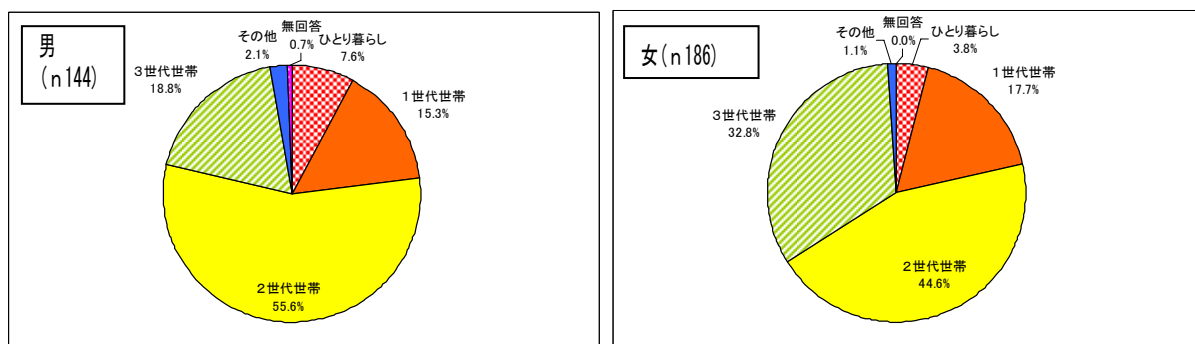 男
(n144)
無回答
0.7%
その他
2.1%
ひとり暮らし
7.6%
3世代世帯
18.8%
1世代世帯
15.3%
2世代世帯
55.6%
女(n186)
無回答
0.0%
その他
1.1%
ひとり暮らし
3.8%
1世代世帯
17.7%
3世代世帯
32.8%
2世代世帯
44.6%